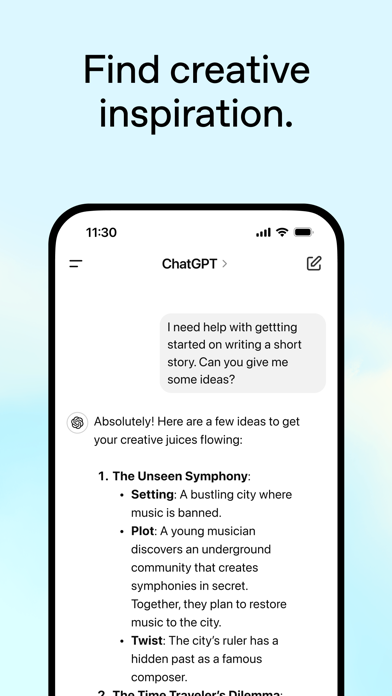 Find creative
inspiration.
11:30
ChatGPT >
I need help with gettting
started on writing a short
story. Can you give me
some ideas?
Absolutely! Here are a few ideas to get
your creative juices flowing:
1. The Unseen Symphony:
• Setting: A bustling city where
music is banned.
• Plot: A young musician
discovers an underground
community that creates
symphonies in secret.
Together, they plan to restore
music to the city.
• Twist: The city's ruler has a
hidden past as a famous
composer.
2. The Time Traveler's Dilemma: